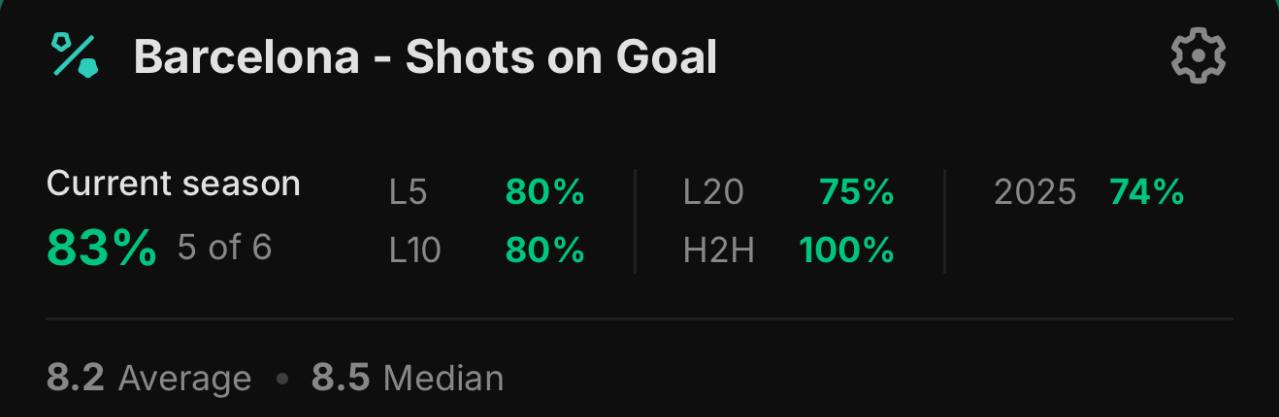 Barcelona - Shots on Goal
Current season
83% 5 of 6
L5 80%
L10 80%
L20 75%
H2H 100%
2025 74%
8.2 Average • 8.5 Median